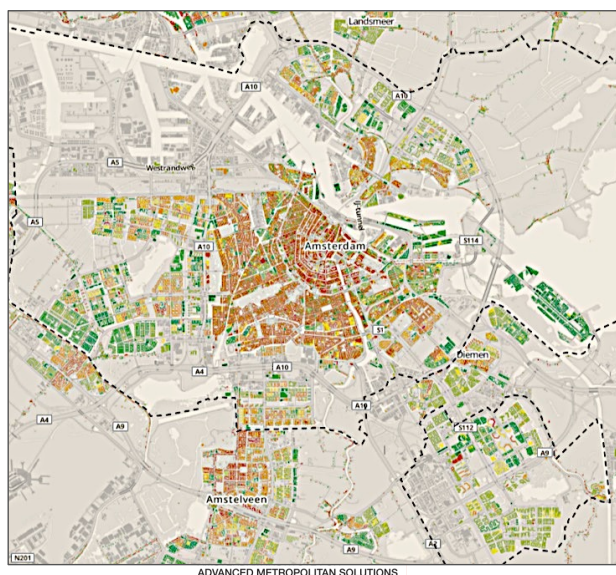 Landsmeer
A10
A10
A5
Westrandweg
A5
IJ-tunnel
A10
Amsterdam
S114
S1
Diemen
A4
A10
A4
A9
A10
S112
A9
Amstelveen
A2
A9
N201
ADVANCED METROPOLITAN SOLUTIONS